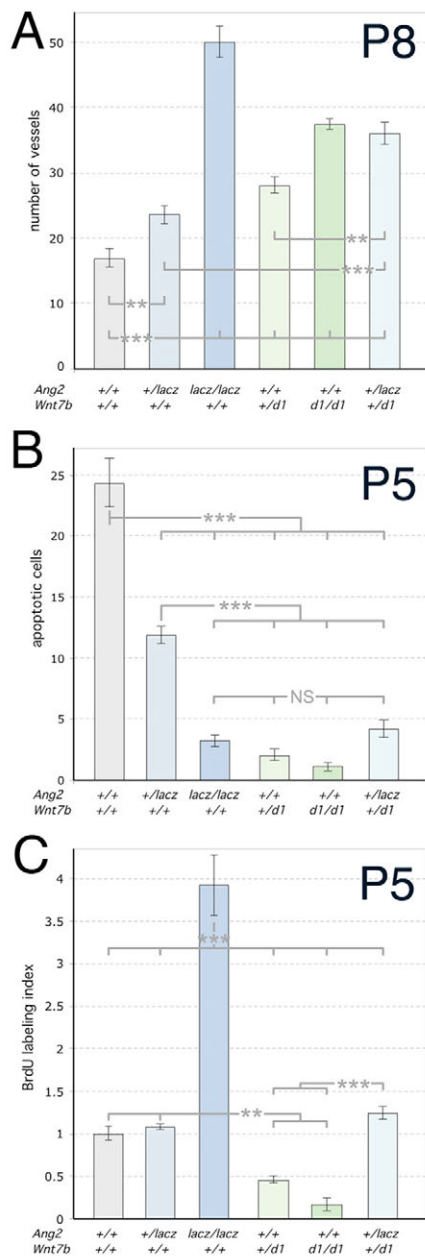 A
P8
number of vessels
50
40
30
20
10
0
**
***
**
***
Ang2 +/+ +/lacz lacz/lacz +/+ +/+ +/lacz
Wnt7b +/+ +/+ +/+ +/d1 d1/d1 +/d1
B
P5
apoptotic cells
25
20
15
10
5
0
***
***
NS
Ang2 +/+ +/lacz lacz/lacz +/+ +/+ +/lacz
Wnt7b +/+ +/+ +/+ +/d1 d1/d1 +/d1
C
P5
BrdU labeling index
4
3.5
3
2.5
2
1.5
1
0.5
0
***
***
**
Ang2 +/+ +/lacz lacz/lacz +/+ +/+ +/lacz
Wnt7b +/+ +/+ +/+ +/d1 d1/d1 +/d1